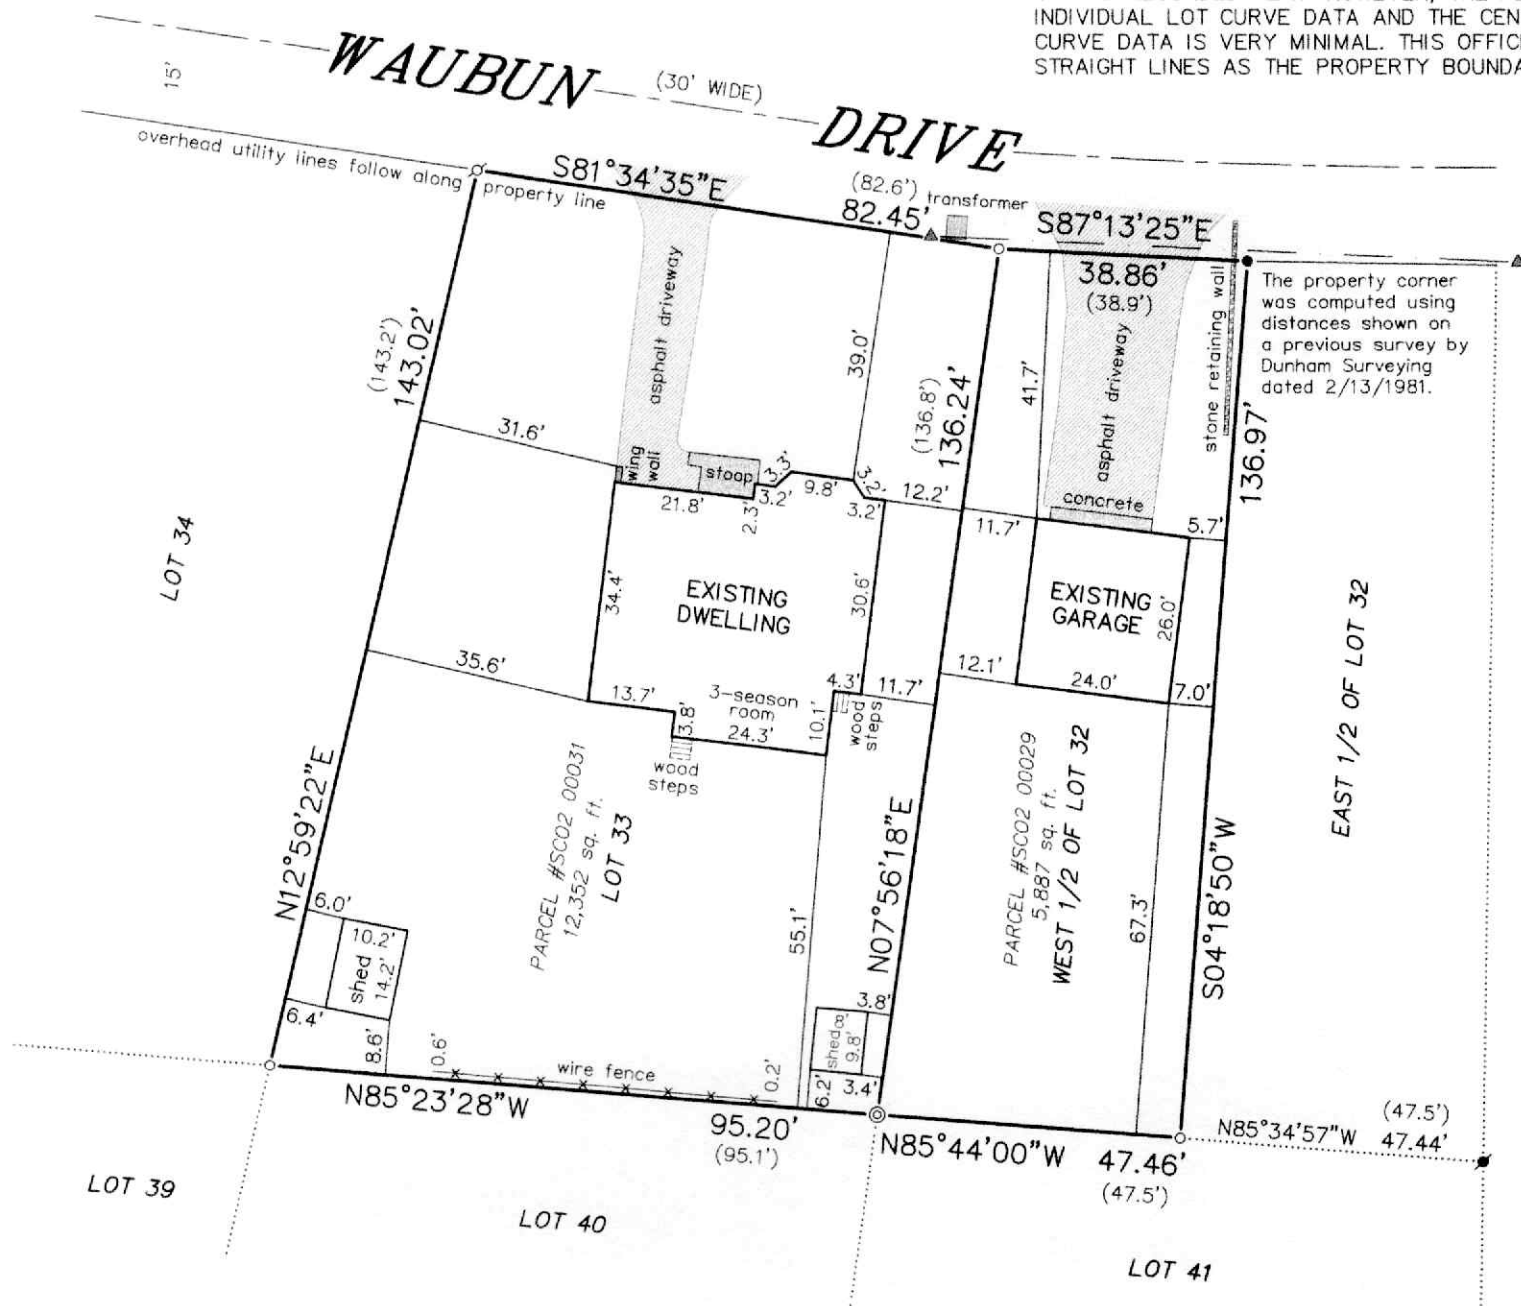 INDIVIDUAL LOT CURVE DATA AND THE CEN
CURVE DATA IS VERY MINIMAL. THIS OFFIC
STRAIGHT LINES AS THE PROPERTY BOUNDA
WAUBUN
(30' WIDE)
DRIVE
15'
overhead utility lines follow along property line
S81°34'35"E
(82.6')
82.45'
transformer
S87°13'25"E
38.86'
(38.9')
The property corner
was computed using
distances shown on
a previous survey by
Dunham Surveying
dated 2/13/1981.
stone retaining wall
asphalt driveway
asphalt driveway
(143.2')
143.02'
39.0'
(136.8')
136.24'
41.7'
136.97'
31.6'
wing
wall
stoop
3.3'
3.2'
9.8'
3.2'
3.2'
12.2'
21.8'
2.3'
concrete
11.7'
5.7'
LOT 34
34.4'
EXISTING
DWELLING
30.6'
EXISTING
GARAGE
26.0'
35.6'
13.7'
3.8'
3-season
room
24.3'
10.1'
4.3'
11.7'
wood
steps
12.1'
24.0'
7.0'
wood
steps
EAST 1/2 OF LOT 32
N12°59'22"E
PARCEL #SC02 00031
12,352 sq. ft.
LOT 33
N07°56'18"E
PARCEL #SC02 00029
5,887 sq. ft.
WEST 1/2 OF LOT 32
67.3'
S04°18'50"W
6.0'
10.2'
shed
14.2'
6.4'
8.6'
55.1'
3.8'
shed
8'
9.8'
6.2'
3.4'
0.6'
wire fence
0.2'
N85°23'28"W
95.20'
(95.1')
N85°44'00"W
47.46'
(47.5')
N85°34'57"W
(47.5')
47.44'
LOT 39
LOT 40
LOT 41